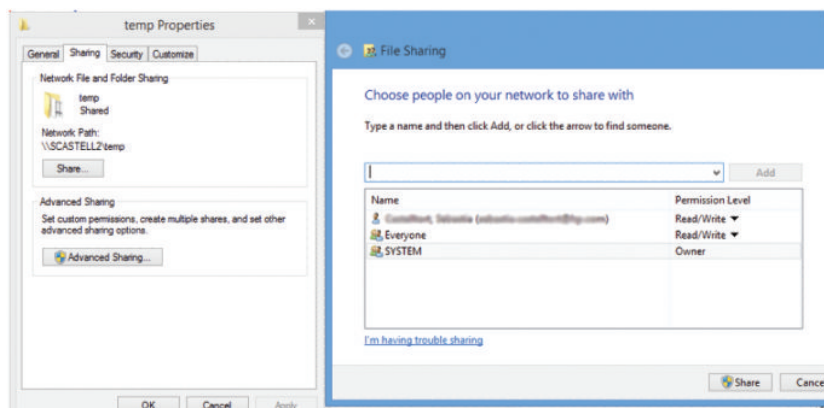 temp Properties
General Sharing Security Customize
Network File and Folder Sharing
temp
Shared
Network Path:
\\SCASTELL2\temp
Share...
Advanced Sharing
Set custom permissions, create multiple shares, and set other
advanced sharing options.
Advanced Sharing...
OK Cancel Apply
File Sharing
Choose people on your network to share with
Type a name and then click Add, or click the arrow to find someone.
Add
Name Permission Level
Read/Write
Everyone Read/Write
SYSTEM Owner
I'm having trouble sharing
Share Cance